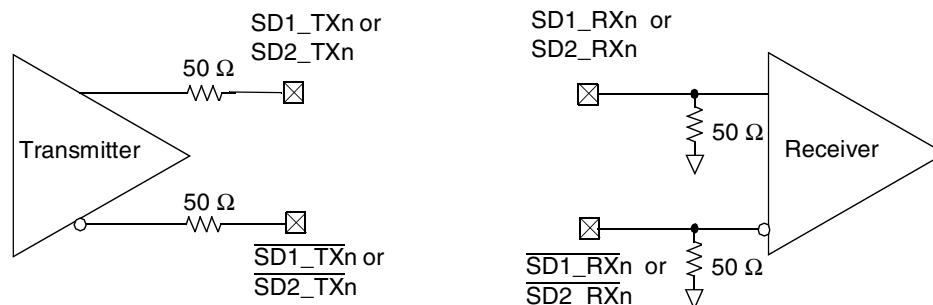 SD1_TXn or
SD2_TXn
50 Ω
Transmitter
50 Ω
SD1_TXn or
SD2_TXn
SD1_RXn or
SD2_RXn
50 Ω
Receiver
SD1_RXn or
SD2_RXn
50 Ω